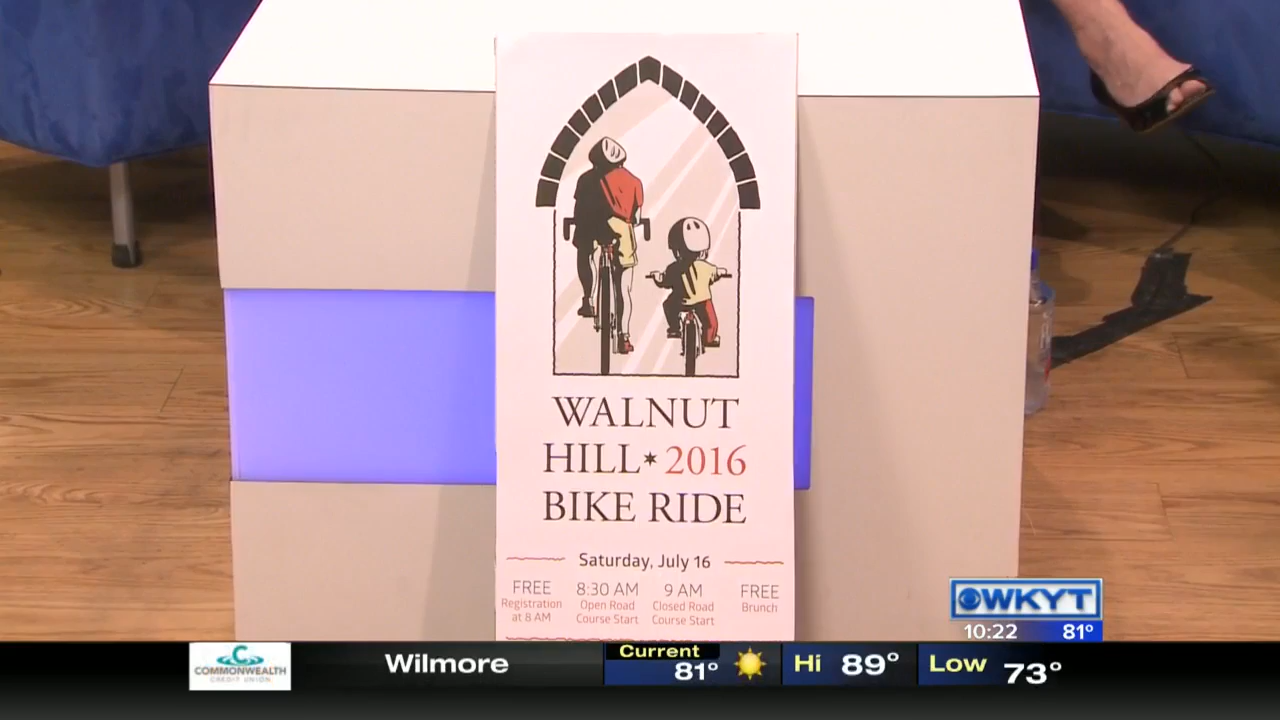 WALNUT
HILL★2016
BIKE RIDE
Saturday, July 16
FREE
Registration
at 8 AM
8:30 AM
Open Road
Course Start
9 AM
Closed Road
Course Start
FREE
Brunch
WKYT
10:22 81°
COMMONWEALTH
CREDIT UNION
Wilmore
Current
81°
Hi 89°
Low 73°